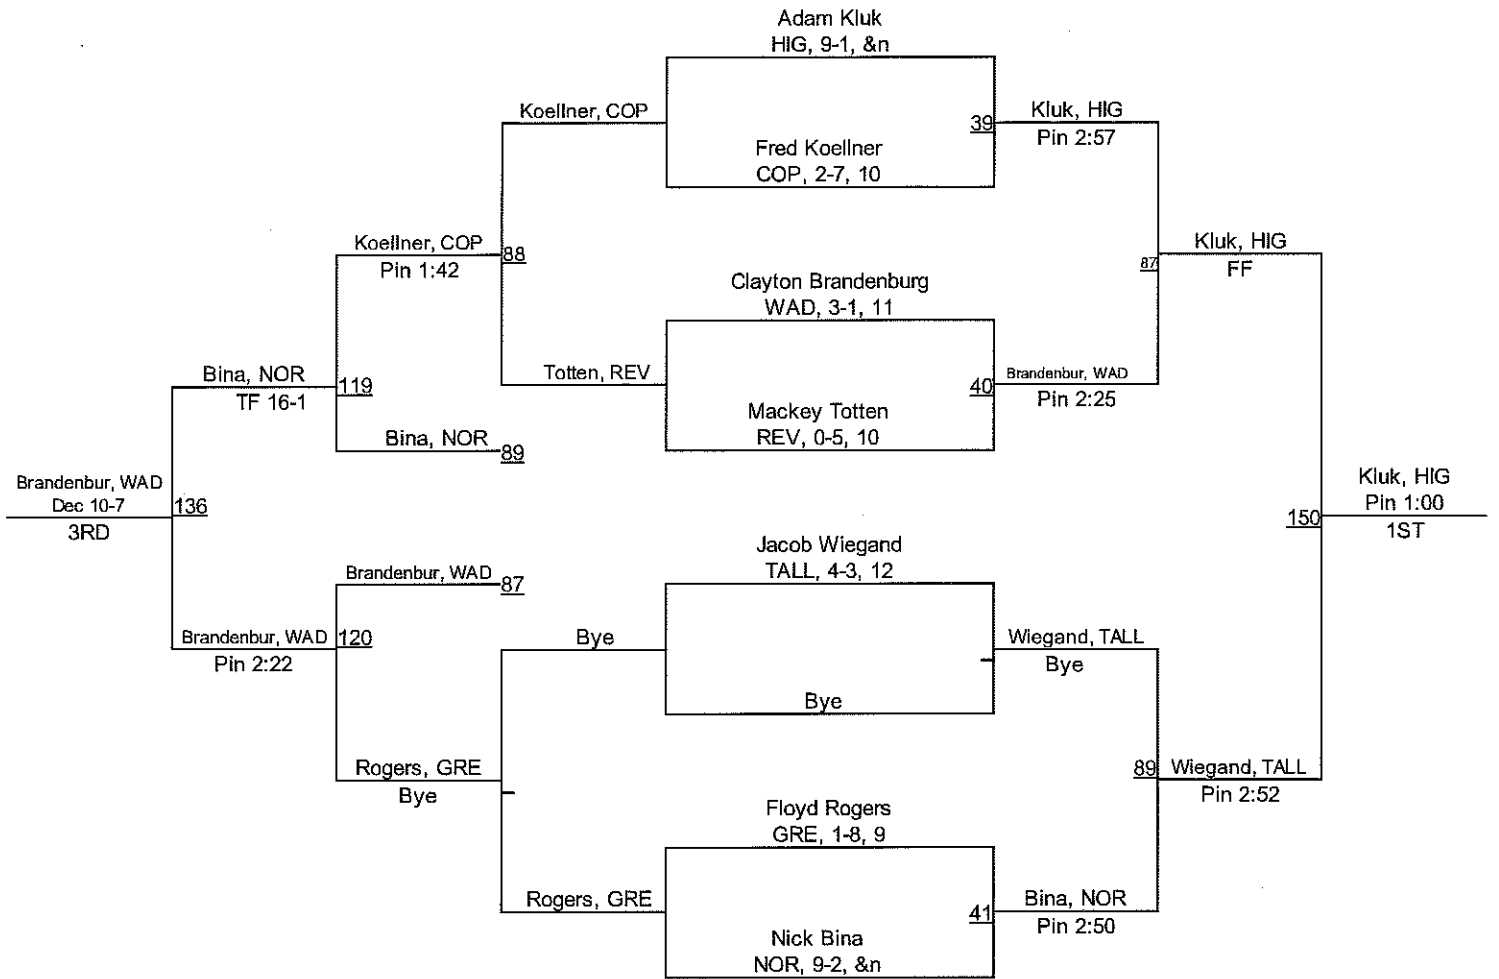 Adam Kluk
HIG, 9-1, &n
Koellner, COP
39
Kluk, HIG
Pin 2:57
Fred Koellner
COP, 2-7, 10
Koellner, COP
Pin 1:42
88
Kluk, HIG
FF
87
Clayton Brandenburg
WAD, 3-1, 11
Bina, NOR
TF 16-1
119
Totten, REV
40
Brandenbur, WAD
Pin 2:25
Mackey Totten
REV, 0-5, 10
Bina, NOR
89
Brandenbur, WAD
Dec 10-7
3RD
136
150
Kluk, HIG
Pin 1:00
1ST
Jacob Wiegand
TALL, 4-3, 12
Brandenbur, WAD
87
Brandenbur, WAD
Pin 2:22
120
Bye
Wiegand, TALL
Bye
Bye
Rogers, GRE
Bye
89
Wiegand, TALL
Pin 2:52
Floyd Rogers
GRE, 1-8, 9
Rogers, GRE
41
Bina, NOR
Pin 2:50
Nick Bina
NOR, 9-2, &n